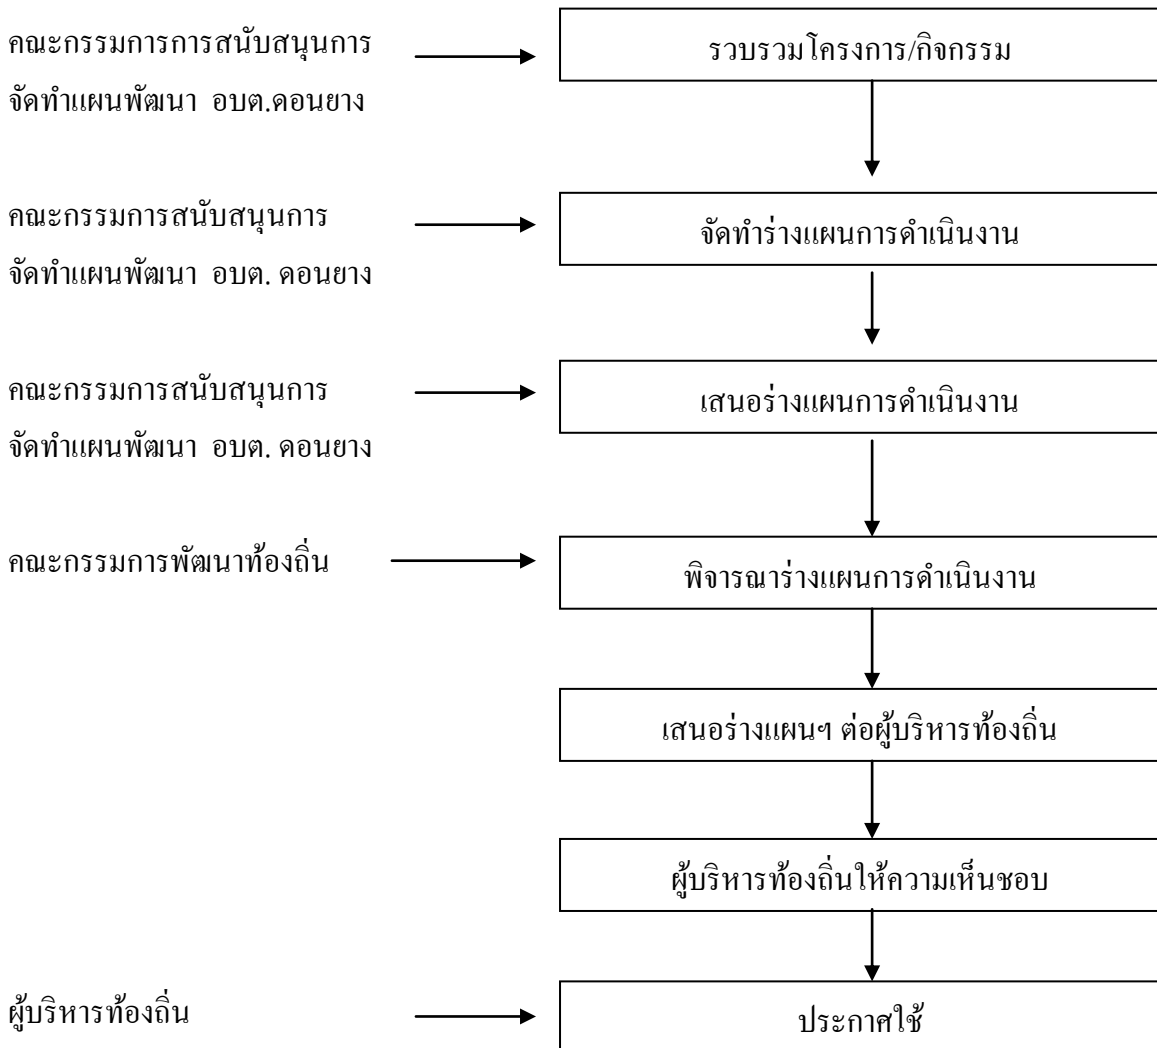 คณะกรรมการการสนับสนุนการ
จัดทำแผนพัฒนา อบต.ดอนยาง
รวบรวมโครงการ/กิจกรรม
คณะกรรมการสนับสนุนการ
จัดทำแผนพัฒนา อบต. ดอนยาง
จัดทำร่างแผนการดำเนินงาน
คณะกรรมการสนับสนุนการ
จัดทำแผนพัฒนา อบต. ดอนยาง
เสนอร่างแผนการดำเนินงาน
คณะกรรมการพัฒนาท้องถิ่น
พิจารณาร่างแผนการดำเนินงาน
เสนอร่างแผนฯ ต่อผู้บริหารท้องถิ่น
ผู้บริหารท้องถิ่นให้ความเห็นชอบ
ผู้บริหารท้องถิ่น
ประกาศใช้